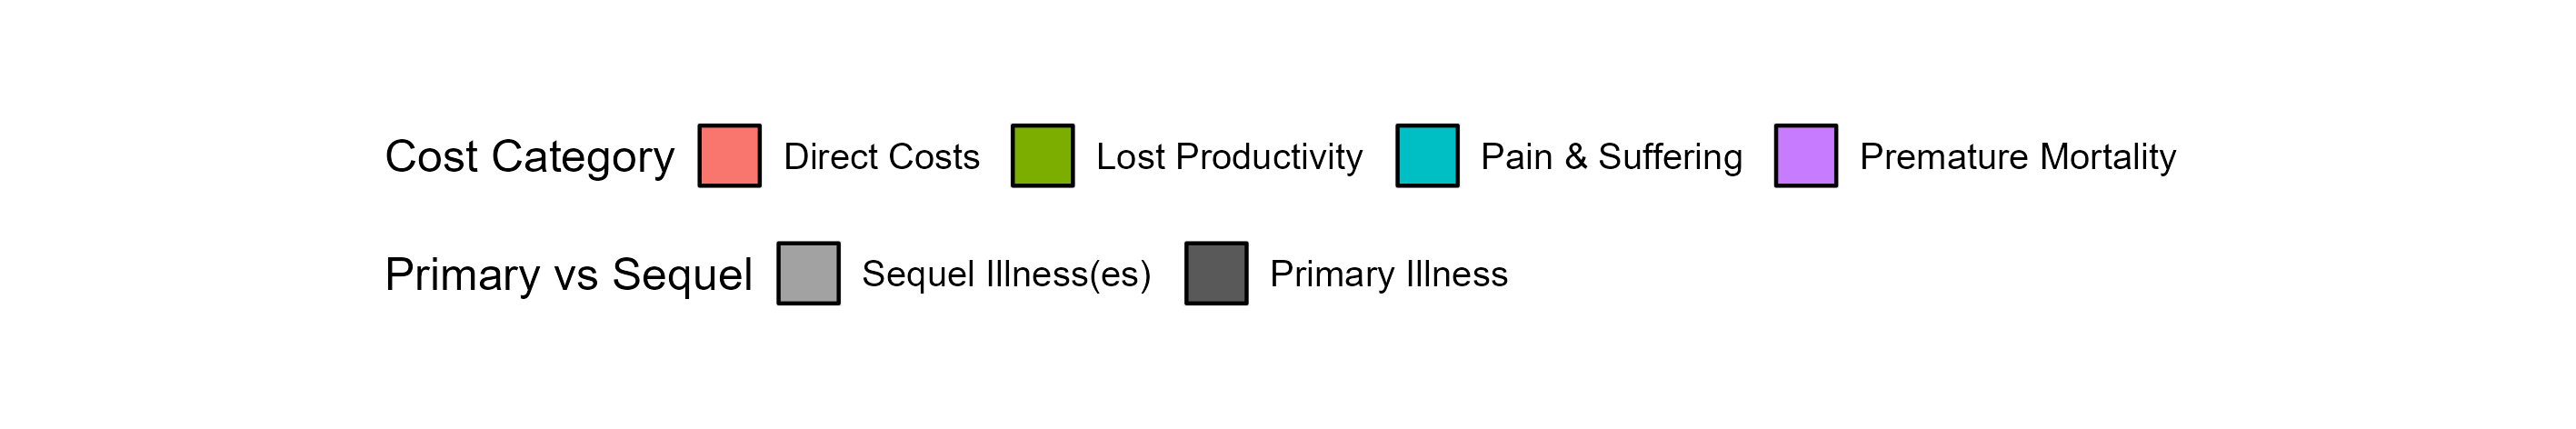 Cost Category Direct Costs Lost Productivity Pain & Suffering Premature Mortality
Primary vs Sequel Sequel Illness(es) Primary Illness